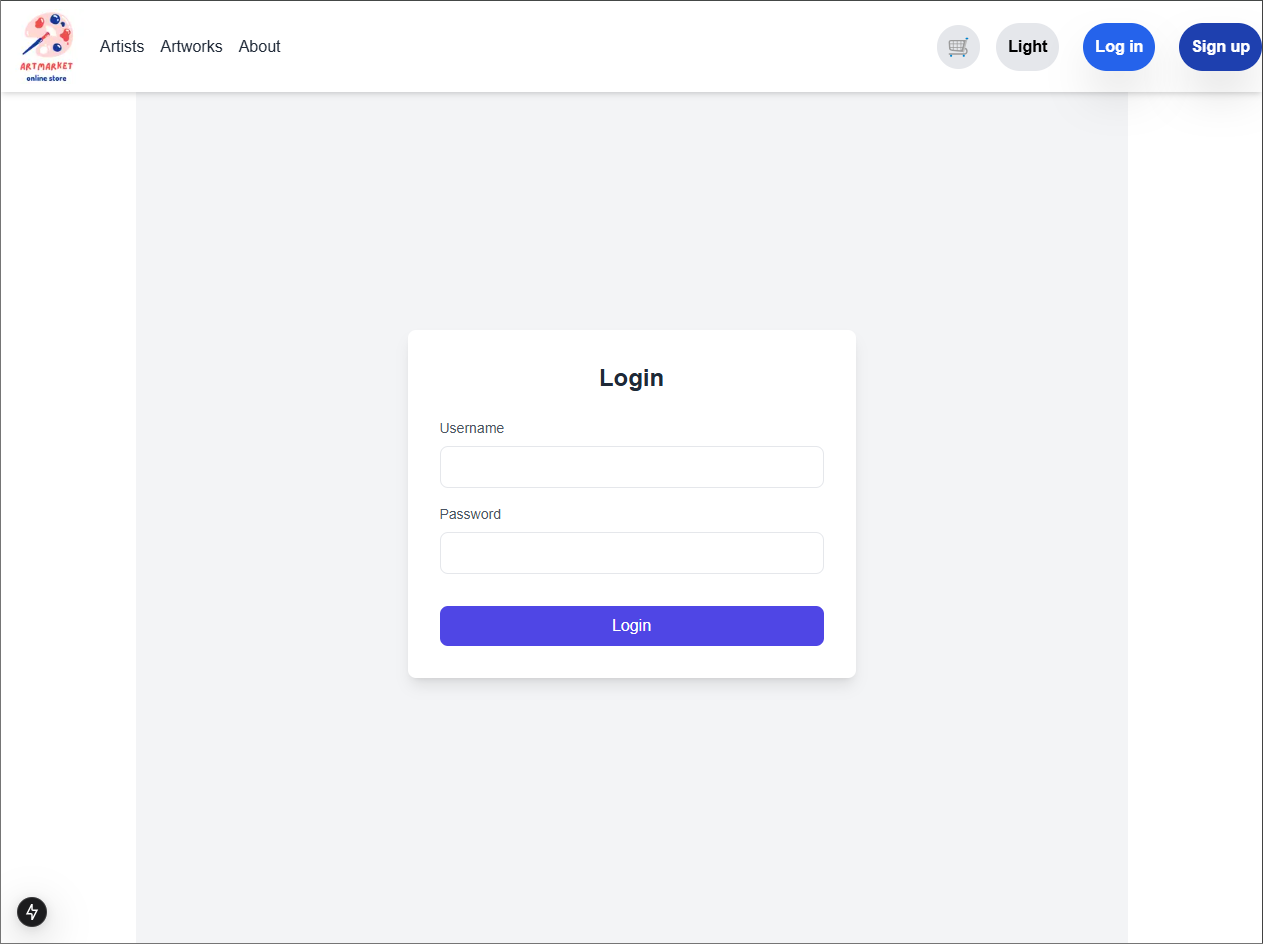 ARTMARKET
online store
Artists Artworks About
Light
Log in
Sign up
Login
Username
Password
Login